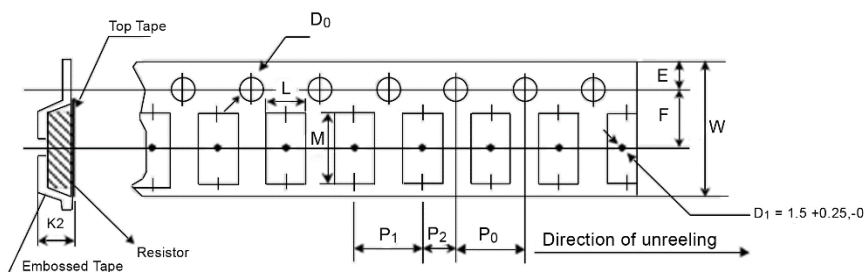 Top Tape
D0
L
E
F
W
M
K2
D1 = 1.5 +0.25,-0
P1
P2
P0
Direction of unreeling
Resistor
Embossed Tape